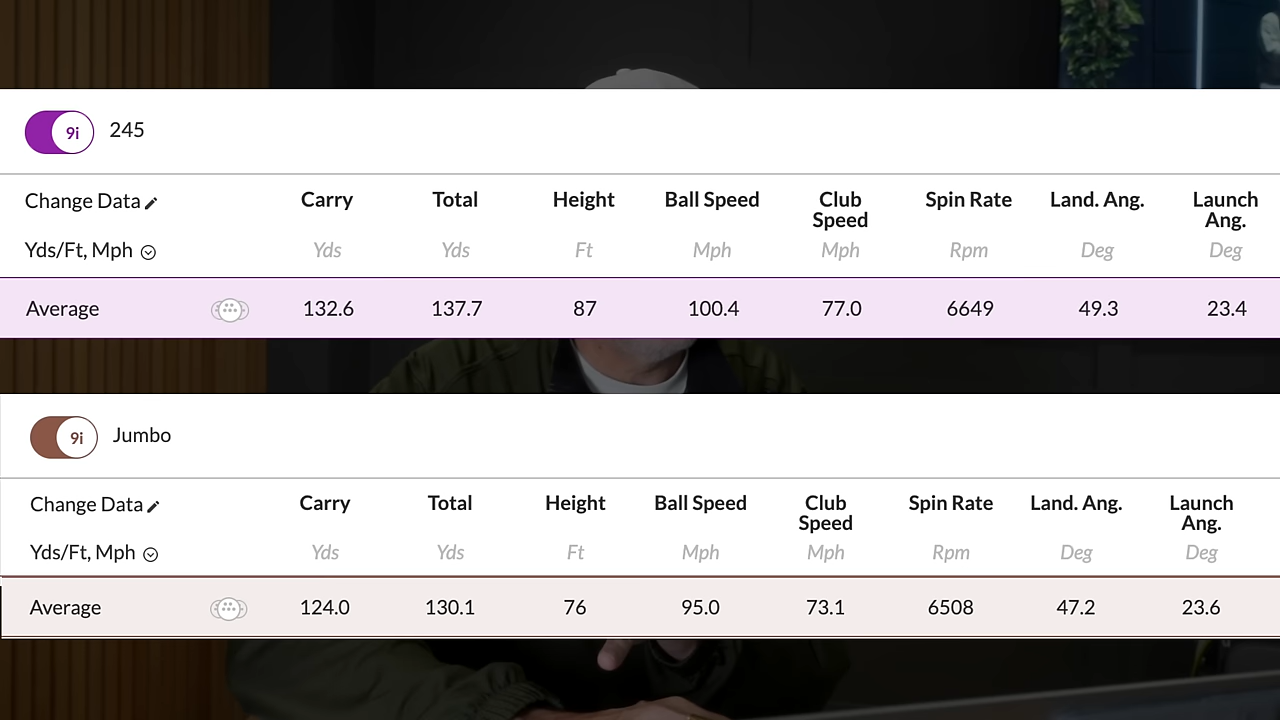 9i 245
Change Data Carry Total Height Ball Speed Club Speed Spin Rate Land. Ang. Launch Ang.
Yds/Ft, Mph Yds Yds Ft Mph Mph Rpm Deg Deg
Average 132.6 137.7 87 100.4 77.0 6649 49.3 23.4
9i Jumbo
Change Data Carry Total Height Ball Speed Club Speed Spin Rate Land. Ang. Launch Ang.
Yds/Ft, Mph Yds Yds Ft Mph Mph Rpm Deg Deg
Average 124.0 130.1 76 95.0 73.1 6508 47.2 23.6